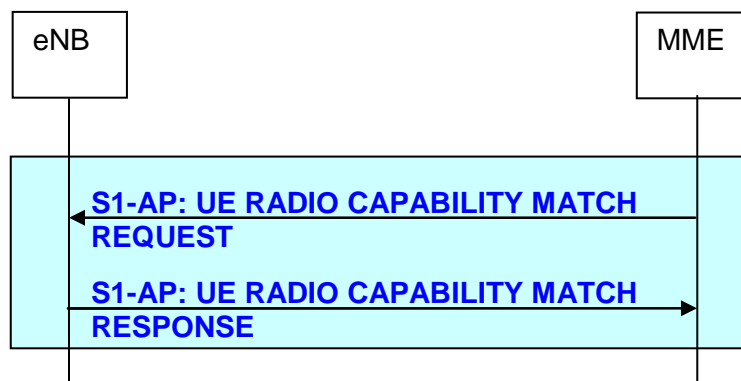 eNB
MME
S1-AP: UE RADIO CAPABILITY MATCH
REQUEST
S1-AP: UE RADIO CAPABILITY MATCH
RESPONSE